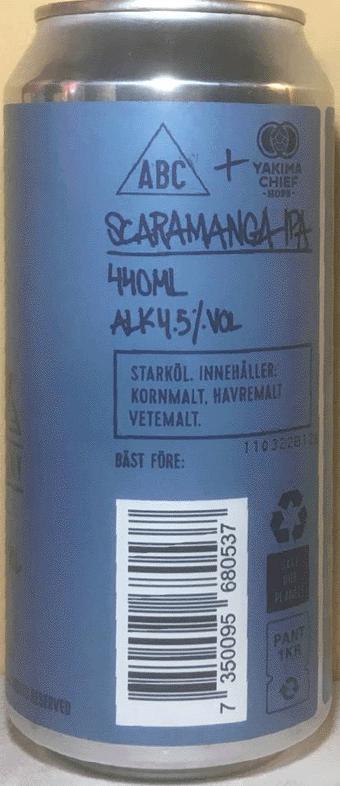 ABC +
YAKIMA
CHIEF
HOPS
SCARAMANGA IPA
440ML
ALK 4.5%.VOL
STARKÖL. INNEHÅLLER:
KORNMALT, HAVREMALT
VETEMALT.
BÄST FÖRE:
7 350095 680537
PANT
1KR
RESERVED